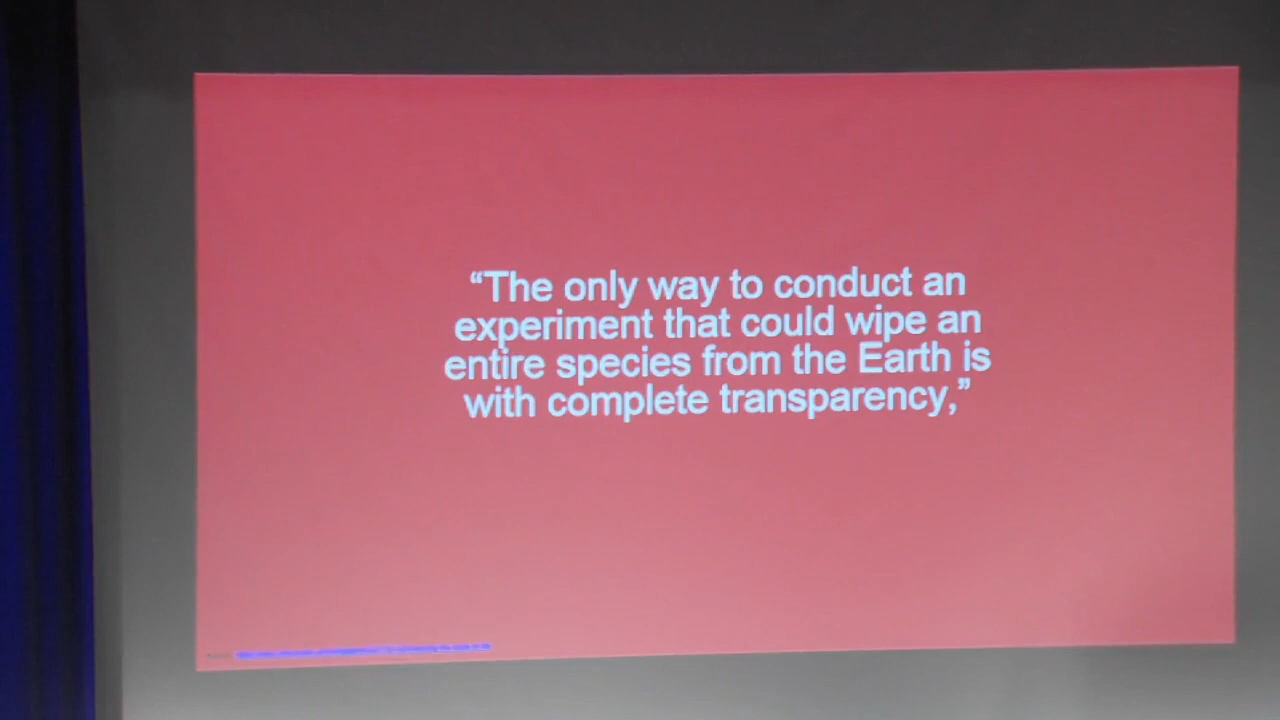 “The only way to conduct an
experiment that could wipe an
entire species from the Earth is
with complete transparency,”